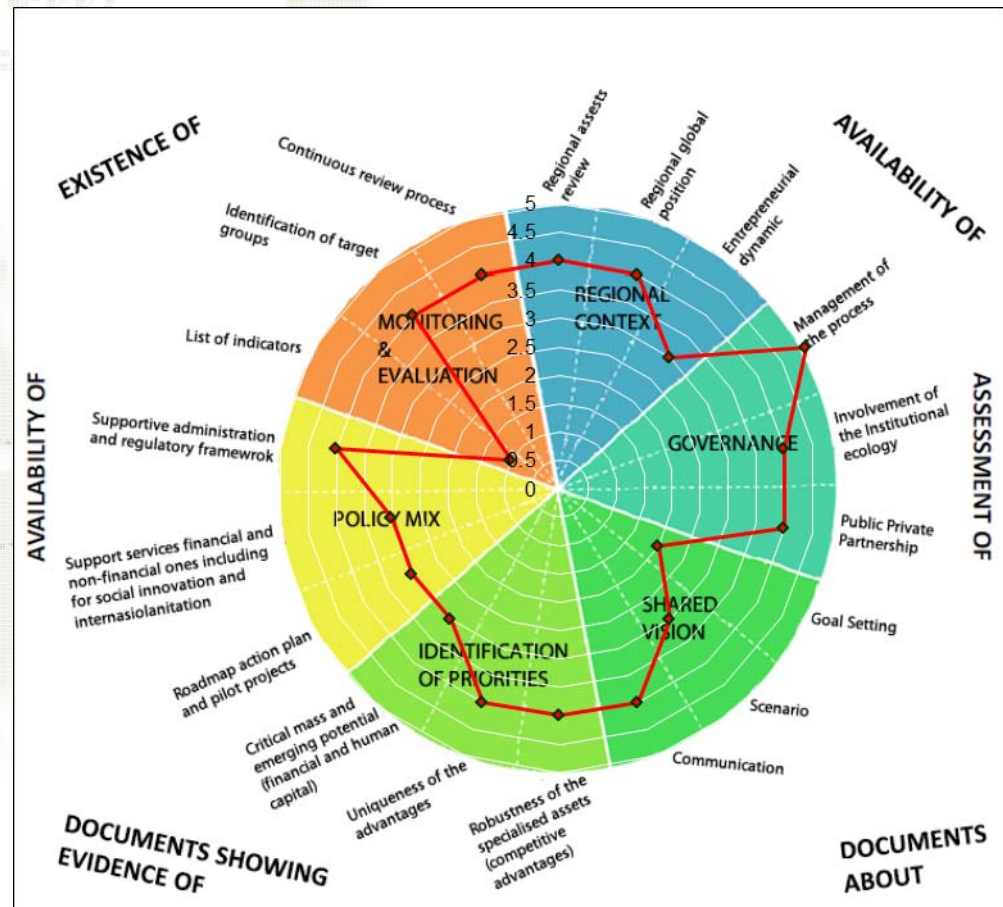 EXISTENCE OF
Continuous review process
Identification of target
groups
List of indicators
Regional assests
review
Regional global
position
Entrepreneurial
dynamic
AVAILABILITY OF
Management of
the process
Involvement of
the Institutional
ecology
Public Private
Partnership
ASSESSMENT OF
Goal Setting
Scenario
Communication
DOCUMENTS
ABOUT
Robustness of the
specialised assets
(competitive
advantages)
Uniqueness of the
advantages
Critical mass and
emerging potential
(financial and human
capital)
DOCUMENTS SHOWING
EVIDENCE OF
Roadmap action plan
and pilot projects
Support services financial and
non-financial ones including
for social innovation and
internasiolanitation
Supportive administration
and regulatory framewrok
AVAILABILITY OF
5
4.5
4
3.5
3
2.5
2
1.5
1
0.5
0
REGIONAL
CONTEXT
GOVERNANCE
SHARED
VISION
IDENTIFICATION
OF PRIORITIES
POLICY MIX
MONITORING
&
EVALUATION